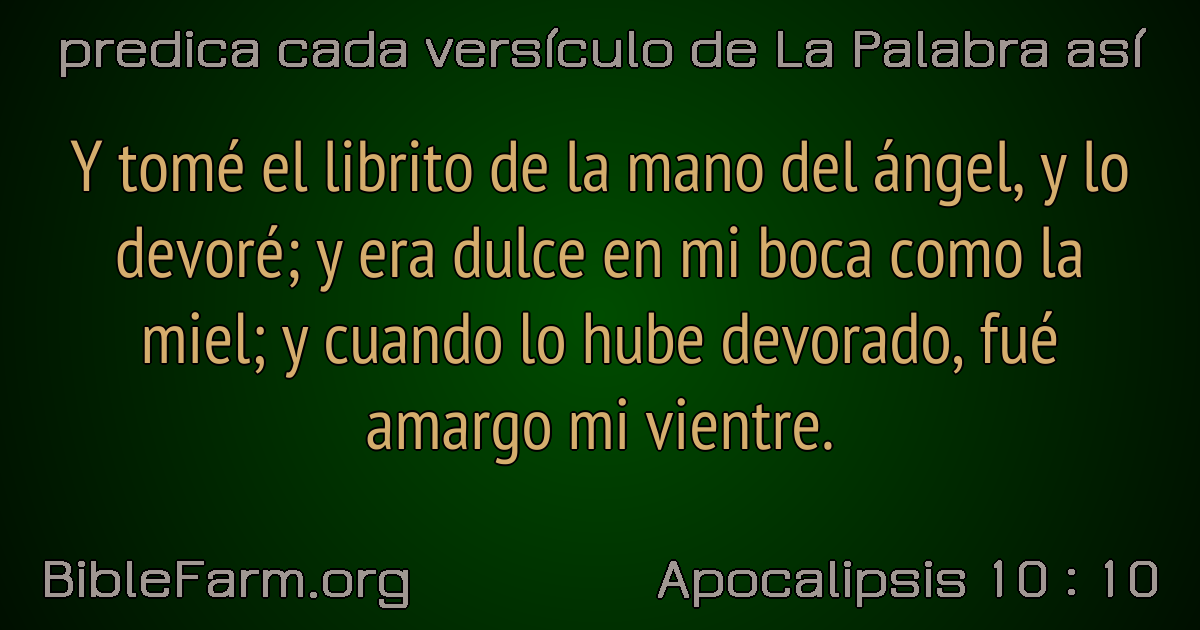 predica cada versículo de La Palabra así
Y tomé el librito de la mano del ángel, y lo
devoré; y era dulce en mi boca como la
miel; y cuando lo hube devorado, fué
amargo mi vientre.
BibleFarm.org
Apocalipsis 10 : 10